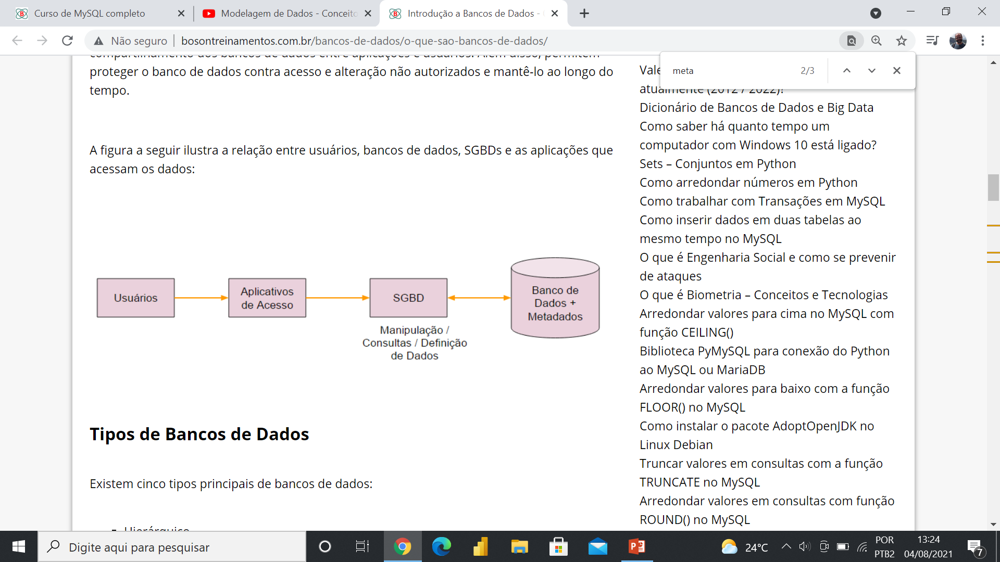 Curso de MySQL completo
Modelagem de Dados - Conceito
Introdução a Bancos de Dados -
Não seguro
bosontreinamentos.com.br/bancos-de-dados/o-que-sao-bancos-de-dados/
meta
2/3
compartilhamento dos bancos de dados entre aplicações e usuários. Além disso, permitem
proteger o banco de dados contra acesso e alteração não autorizados e mantê-lo ao longo do
tempo.
A figura a seguir ilustra a relação entre usuários, bancos de dados, SGBDs e as aplicações que
acessam os dados:
Usuários
Aplicativos
de Acesso
SGBD
Manipulação /
Consultas / Definição
de Dados
Banco de
Dados +
Metadados
Tipos de Bancos de Dados
Existem cinco tipos principais de bancos de dados:
Hierárquico
Vale
atualmente (2012 / 2022)?
Dicionário de Bancos de Dados e Big Data
Como saber há quanto tempo um
computador com Windows 10 está ligado?
Sets – Conjuntos em Python
Como arredondar números em Python
Como trabalhar com Transações em MySQL
Como inserir dados em duas tabelas ao
mesmo tempo no MySQL
O que é Engenharia Social e como se prevenir
de ataques
O que é Biometria – Conceitos e Tecnologias
Arredondar valores para cima no MySQL com
função CEILING()
Biblioteca PyMySQL para conexão do Python
ao MySQL ou MariaDB
Arredondar valores para baixo com a função
FLOOR() no MySQL
Como instalar o pacote AdoptOpenJDK no
Linux Debian
Truncar valores em consultas com a função
TRUNCATE no MySQL
Arredondar valores em consultas com função
ROUND() no MySQL
Digite aqui para pesquisar
24°C
POR
PTB2
13:24
04/08/2021
7